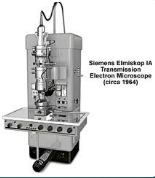 Siemens Elmiskop IA
Transmission
Electron Microscope
(circa 1964)